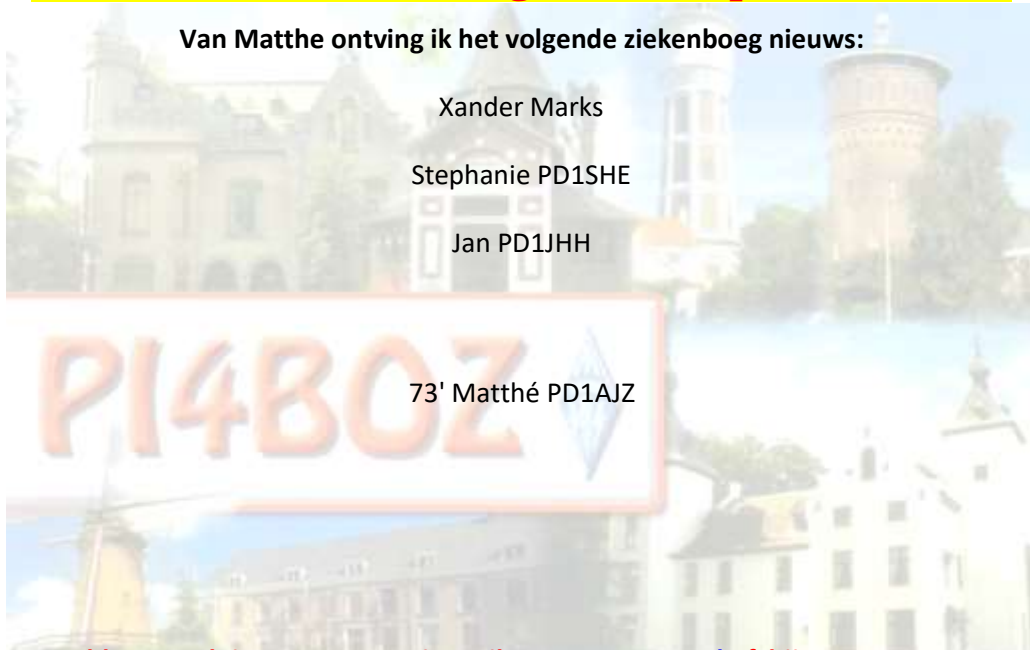 Van Matthe ontving ik het volgende ziekenboeg nieuws:
Xander Marks
Stephanie PD1SHE
Jan PD1JHH
PI4BOZ
73' Matthé PD1AJZ